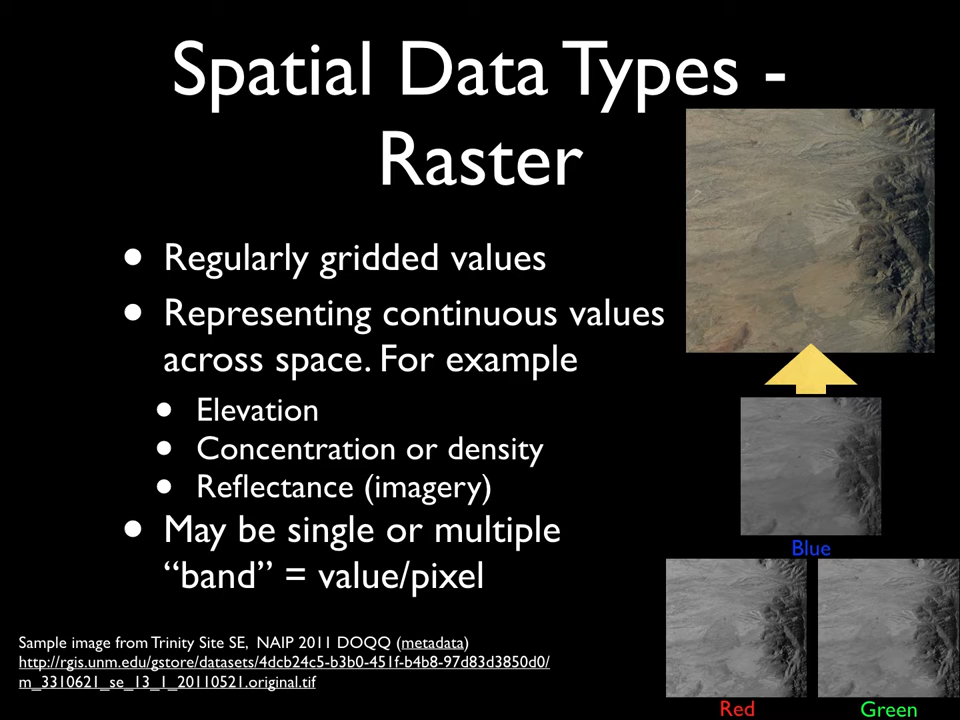 Spatial Data Types -
Raster
• Regularly gridded values
• Representing continuous values
across space. For example
• Elevation
• Concentration or density
• Reflectance (imagery)
• May be single or multiple
“band” = value/pixel
Blue
Sample image from Trinity Site SE, NAIP 2011 DOQQ (metadata)
http://rgis.unm.edu/gstore/datasets/4dcb24c5-b3b0-451f-b4b8-97d83d3850d0/
m_3310621_se_13_1_20110521.original.tif
Red
Green